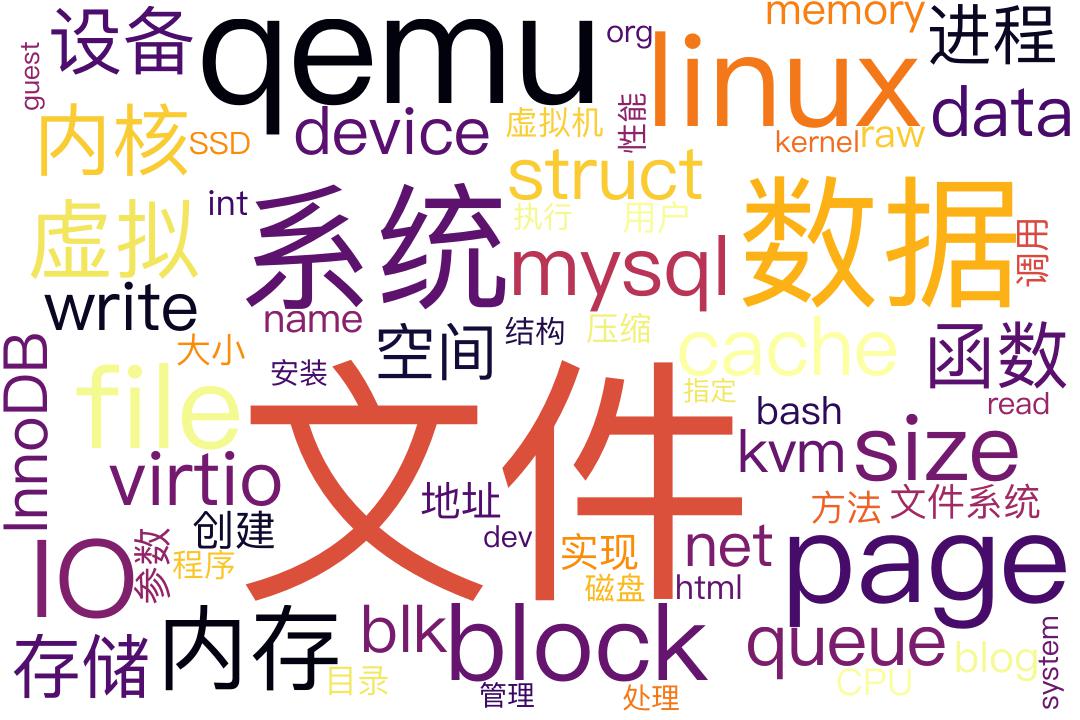 设备
qemu
org
memory
进程
guest
linux
内核
SSD
device
虚拟机
性能
kernel
raw
data
struct
虚拟
int
系统
执行
用户
数据
调用
mysql
write
name
空间
结构
压缩
cache
函数
InnoDB
大小
安装
file
文件
指定
read
bash
kvm
size
virtio
地址
方法
文件系统
创建
dev
实现
net
page
IO
参数
程序
磁盘
html
存储
内存
目录
blk
block
queue
blog
system
管理
处理
CPU